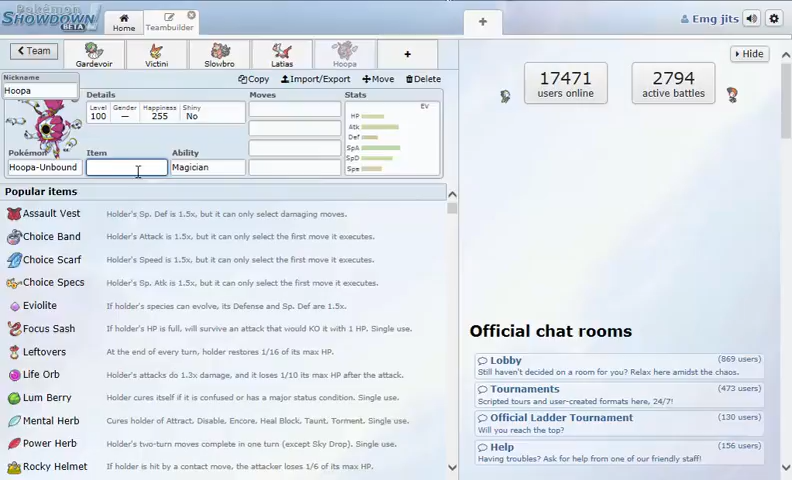 Pokémon
SHOWDOWN
BETA
Home
Teambuilder
+
Emg jits
< Team
Gardevoir
Victini
Slowbro
Latias
Hoopa
+
Hide
Copy
Import/Export
Move
Delete
Nickname
Hoopa
Details
Level
100
Gender
—
Happiness
255
Shiny
No
Moves
Stats
EV
HP
Atk
Def
SpA
SpD
Spe
Pokémon
Hoopa-Unbound
Item
Ability
Magician
17471
users online
2794
active battles
Popular items
Assault Vest Holder's Sp. Def is 1.5x, but it can only select damaging moves.
Choice Band Holder's Attack is 1.5x, but it can only select the first move it executes.
Choice Scarf Holder's Speed is 1.5x, but it can only select the first move it executes.
Choice Specs Holder's Sp. Atk is 1.5x, but it can only select the first move it executes.
Eviolite If holder's species can evolve, its Defense and Sp. Def are 1.5x.
Focus Sash If holder's HP is full, will survive an attack that would KO it with 1 HP. Single use.
Leftovers At the end of every turn, holder restores 1/16 of its max HP.
Life Orb Holder's attacks do 1.3x damage, and it loses 1/10 its max HP after the attack.
Lum Berry Holder cures itself if it is confused or has a major status condition. Single use.
Mental Herb Cures holder of Attract, Disable, Encore, Heal Block, Taunt, Torment. Single use.
Power Herb Holder's two-turn moves complete in one turn (except Sky Drop). Single use.
Rocky Helmet If holder is hit by a contact move, the attacker loses 1/6 of its max HP.
Official chat rooms
Lobby (869 users)
Still haven't decided on a room for you? Relax here amidst the chaos.
Tournaments (473 users)
Scripted tours and user-created formats here, 24/7!
Official Ladder Tournament (130 users)
Will you reach the top?
Help (156 users)
Having troubles? Ask for help from one of our friendly staff!